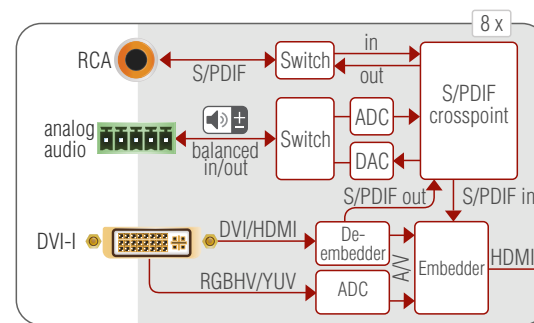 8 x
RCA
S/PDIF
Switch
in
out
S/PDIF
crosspoint
analog
audio
balanced
in/out
Switch
ADC
DAC
S/PDIF out
S/PDIF in
DVI-I
DVI/HDMI
De-
embedder
A/V
Embedder
HDMI
RGBHV/YUV
ADC